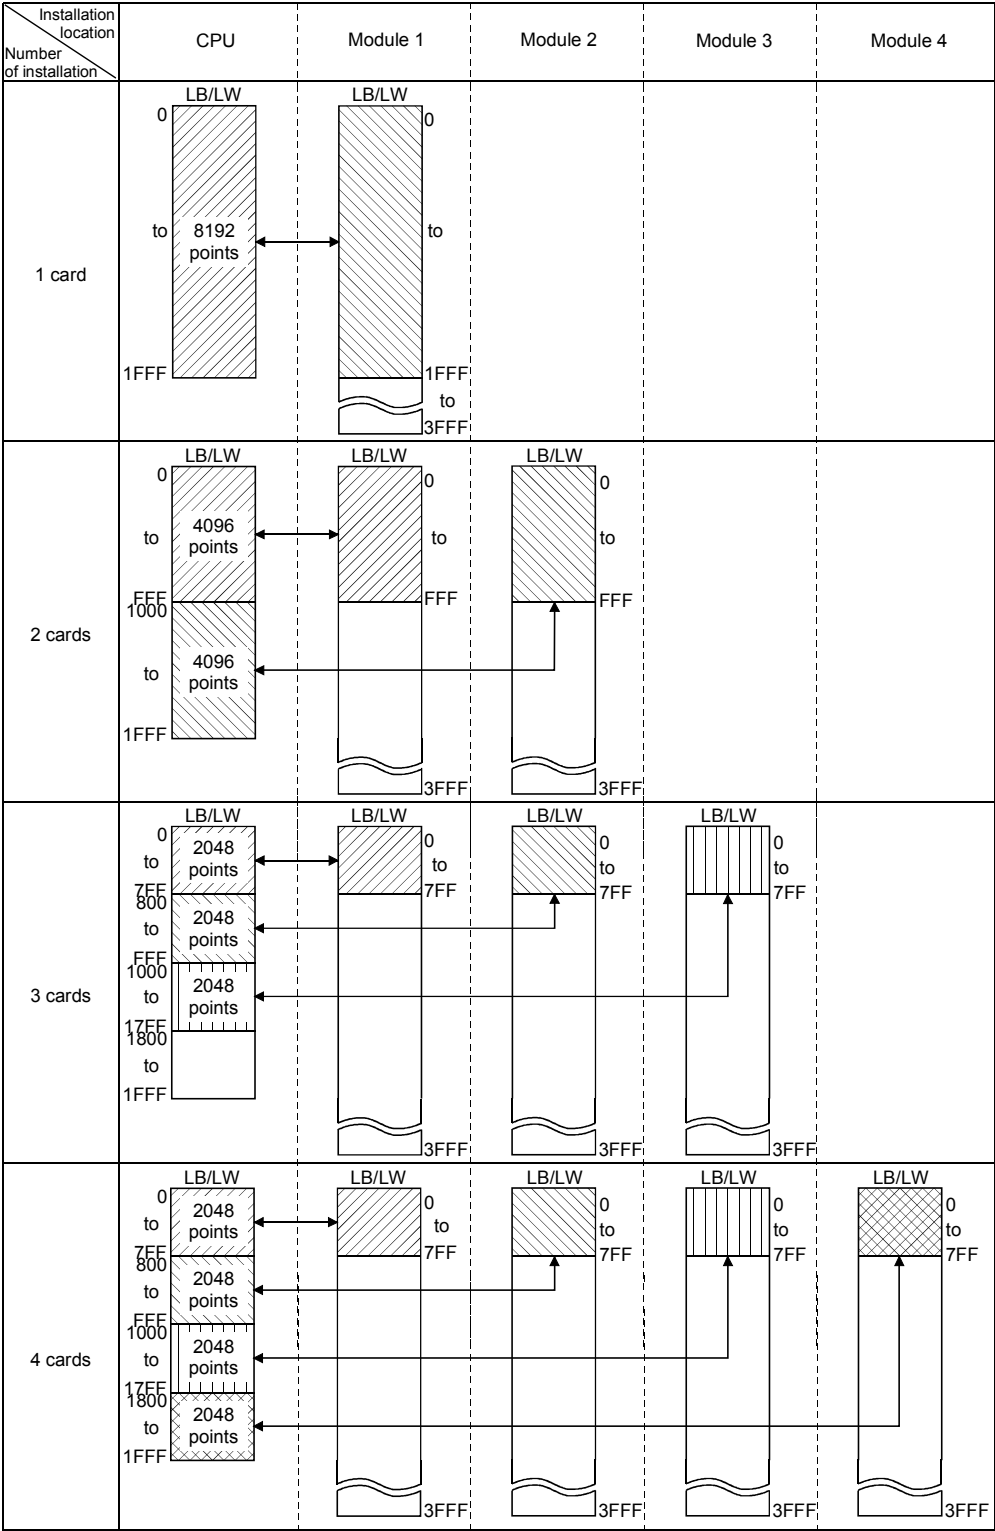 Installation
location
Number
of installation
CPU
Module 1
Module 2
Module 3
Module 4
1 card
LB/LW
LB/LW
0
0
to
8192
points
to
1FFF
1FFF
to
3FFF
2 cards
LB/LW
LB/LW
LB/LW
0
0
0
to
4096
points
to
to
FFF
FFF
FFF
1000
to
4096
points
1FFF
3FFF
3FFF
3 cards
LB/LW
LB/LW
LB/LW
LB/LW
0
0
0
0
to
2048
points
to
to
to
7FF
7FF
7FF
7FF
800
to
2048
points
FFF
1000
to
2048
points
17FF
1800
to
1FFF
3FFF
3FFF
3FFF
4 cards
LB/LW
LB/LW
LB/LW
LB/LW
LB/LW
0
0
0
0
0
to
2048
points
to
to
to
to
7FF
7FF
7FF
7FF
7FF
800
to
2048
points
FFF
1000
to
2048
points
17FF
1800
to
2048
points
1FFF
3FFF
3FFF
3FFF
3FFF